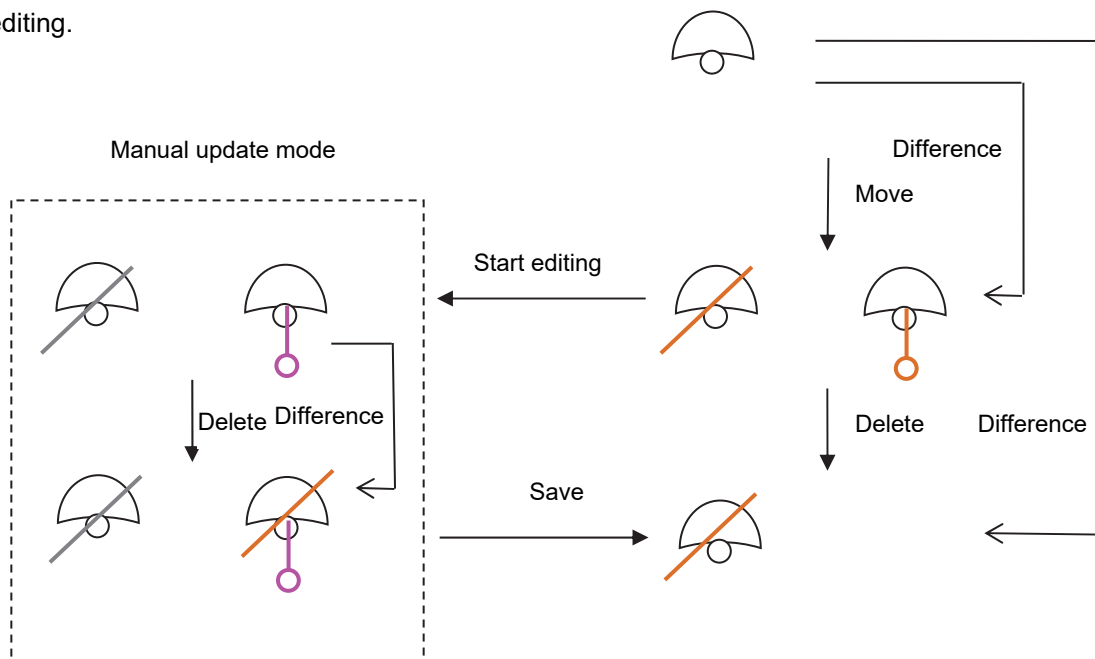 editing.
Manual update mode
Difference
Move
Start editing
Delete Difference
Delete Difference
Save